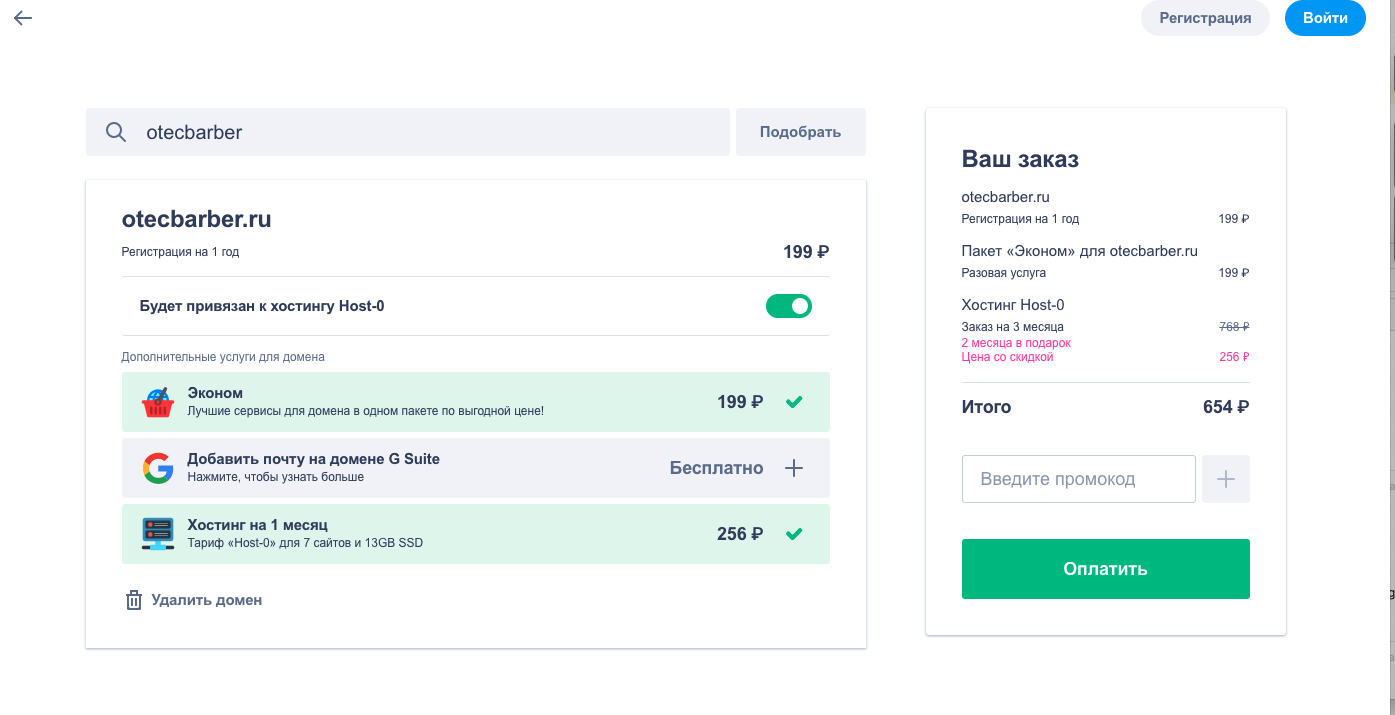 Регистрация
Войти
otecbarber
Подобрать
otecbarber.ru
Регистрация на 1 год
199 ₽
Будет привязан к хостингу Host-0
Дополнительные услуги для домена
Эконом
Лучшие сервисы для домена в одном пакете по выгодной цене!
199 ₽
Добавить почту на домене G Suite
Нажмите, чтобы узнать больше
Бесплатно
Хостинг на 1 месяц
Тариф «Host-0» для 7 сайтов и 13GB SSD
256 ₽
Удалить домен
Ваш заказ
otecbarber.ru
Регистрация на 1 год 199 ₽
Пакет «Эконом» для otecbarber.ru
Разовая услуга 199 ₽
Хостинг Host-0
Заказ на 3 месяца 768 ₽
2 месяца в подарок
Цена со скидкой 256 ₽
Итого 654 ₽
Введите промокод
Оплатить